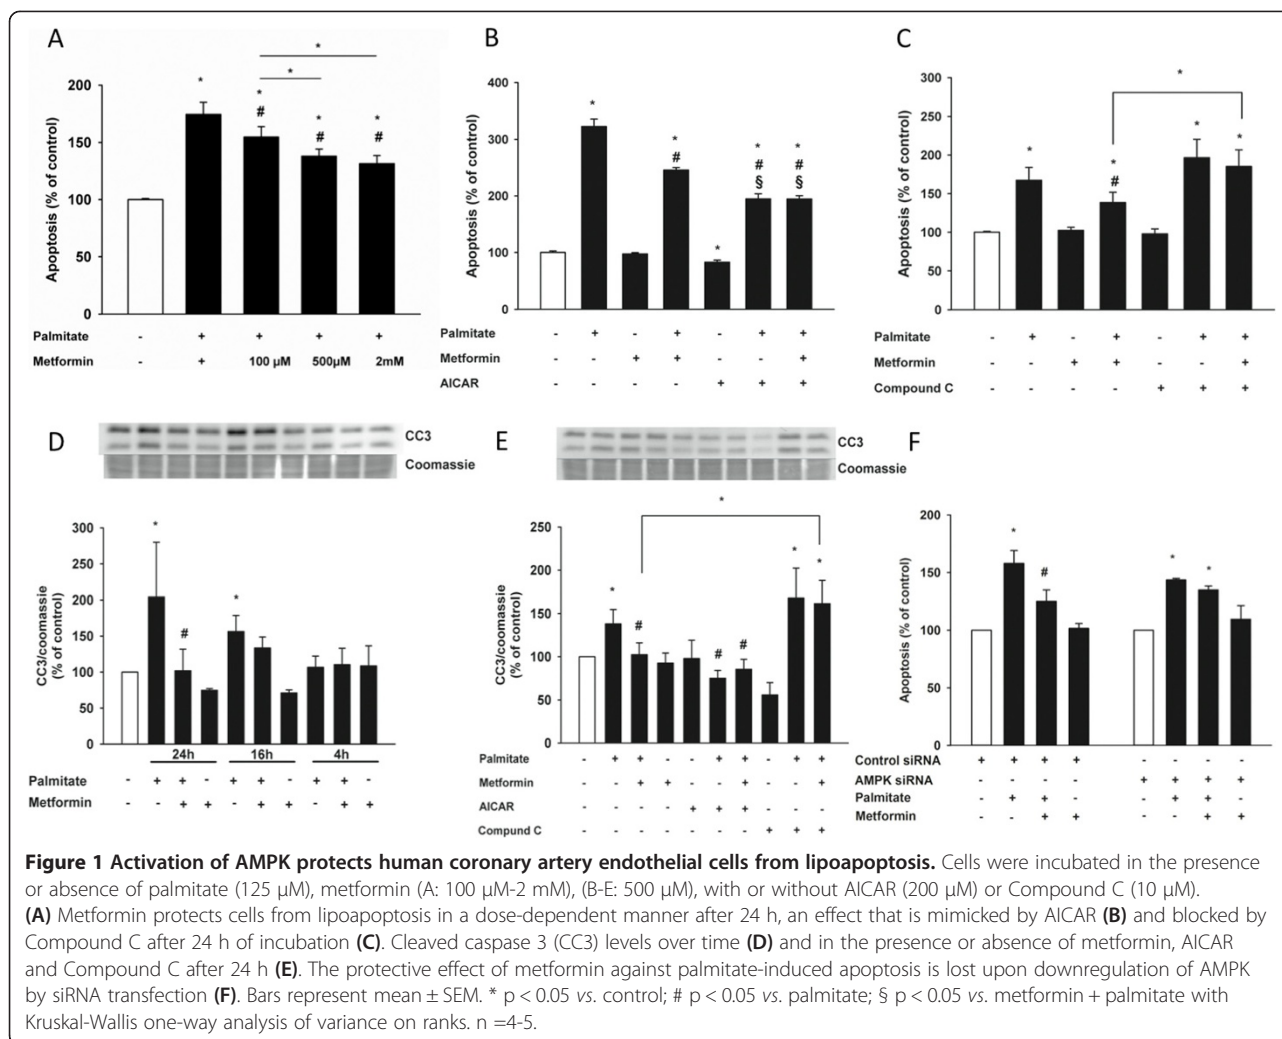 A
*
*
200
*
*
#
*
#
*
#
150
100
50
0
Apoptosis (% of control)
Palmitate - + + + +
Metformin - + 100 µM 500µM 2mM
B
400
300
200
100
0
Apoptosis (% of control)
*
*
#
*
*
#
§
*
#
§
Palmitate - + - + - + +
Metformin - - + + - - +
AICAR - - - - + + +
C
300
250
200
150
100
50
0
Apoptosis (% of control)
*
*
*
#
*
*
Palmitate - + - + - + +
Metformin - - + + - - +
Compound C - - - - + + +
D
CC3
Coomassie
300
250
200
150
100
50
0
CC3/coomassie
(% of control)
*
#
*
24h 16h 4h
Palmitate - + + - + + - + + -
Metformin - - + + - + + - + +
E
CC3
Coomassie
250
200
150
100
50
0
CC3/coomassie
(% of control)
*
*
#
#
#
*
*
Palmitate - + + - - + + - + +
Metformin - - + + - - + - - +
AICAR - - - - + + + - - -
Compund C - - - - - - - + + +
F
200
150
100
50
0
Apoptosis (% of control)
*
#
*
*
Control siRNA + + + + - - - -
AMPK siRNA - - - - + + + +
Palmitate - + + - - + + -
Metformin - - + + - - + +
Figure 1 Activation of AMPK protects human coronary artery endothelial cells from lipoapoptosis. Cells were incubated in the presence
or absence of palmitate (125 µM), metformin (A: 100 µM-2 mM), (B-E: 500 µM), with or without AICAR (200 µM) or Compound C (10 µM).
(A) Metformin protects cells from lipoapoptosis in a dose-dependent manner after 24 h, an effect that is mimicked by AICAR (B) and blocked by
Compound C after 24 h of incubation (C). Cleaved caspase 3 (CC3) levels over time (D) and in the presence or absence of metformin, AICAR
and Compound C after 24 h (E). The protective effect of metformin against palmitate-induced apoptosis is lost upon downregulation of AMPK
by siRNA transfection (F). Bars represent mean ± SEM. * p < 0.05 vs. control; # p < 0.05 vs. palmitate; § p < 0.05 vs. metformin + palmitate with
Kruskal-Wallis one-way analysis of variance on ranks. n =4-5.